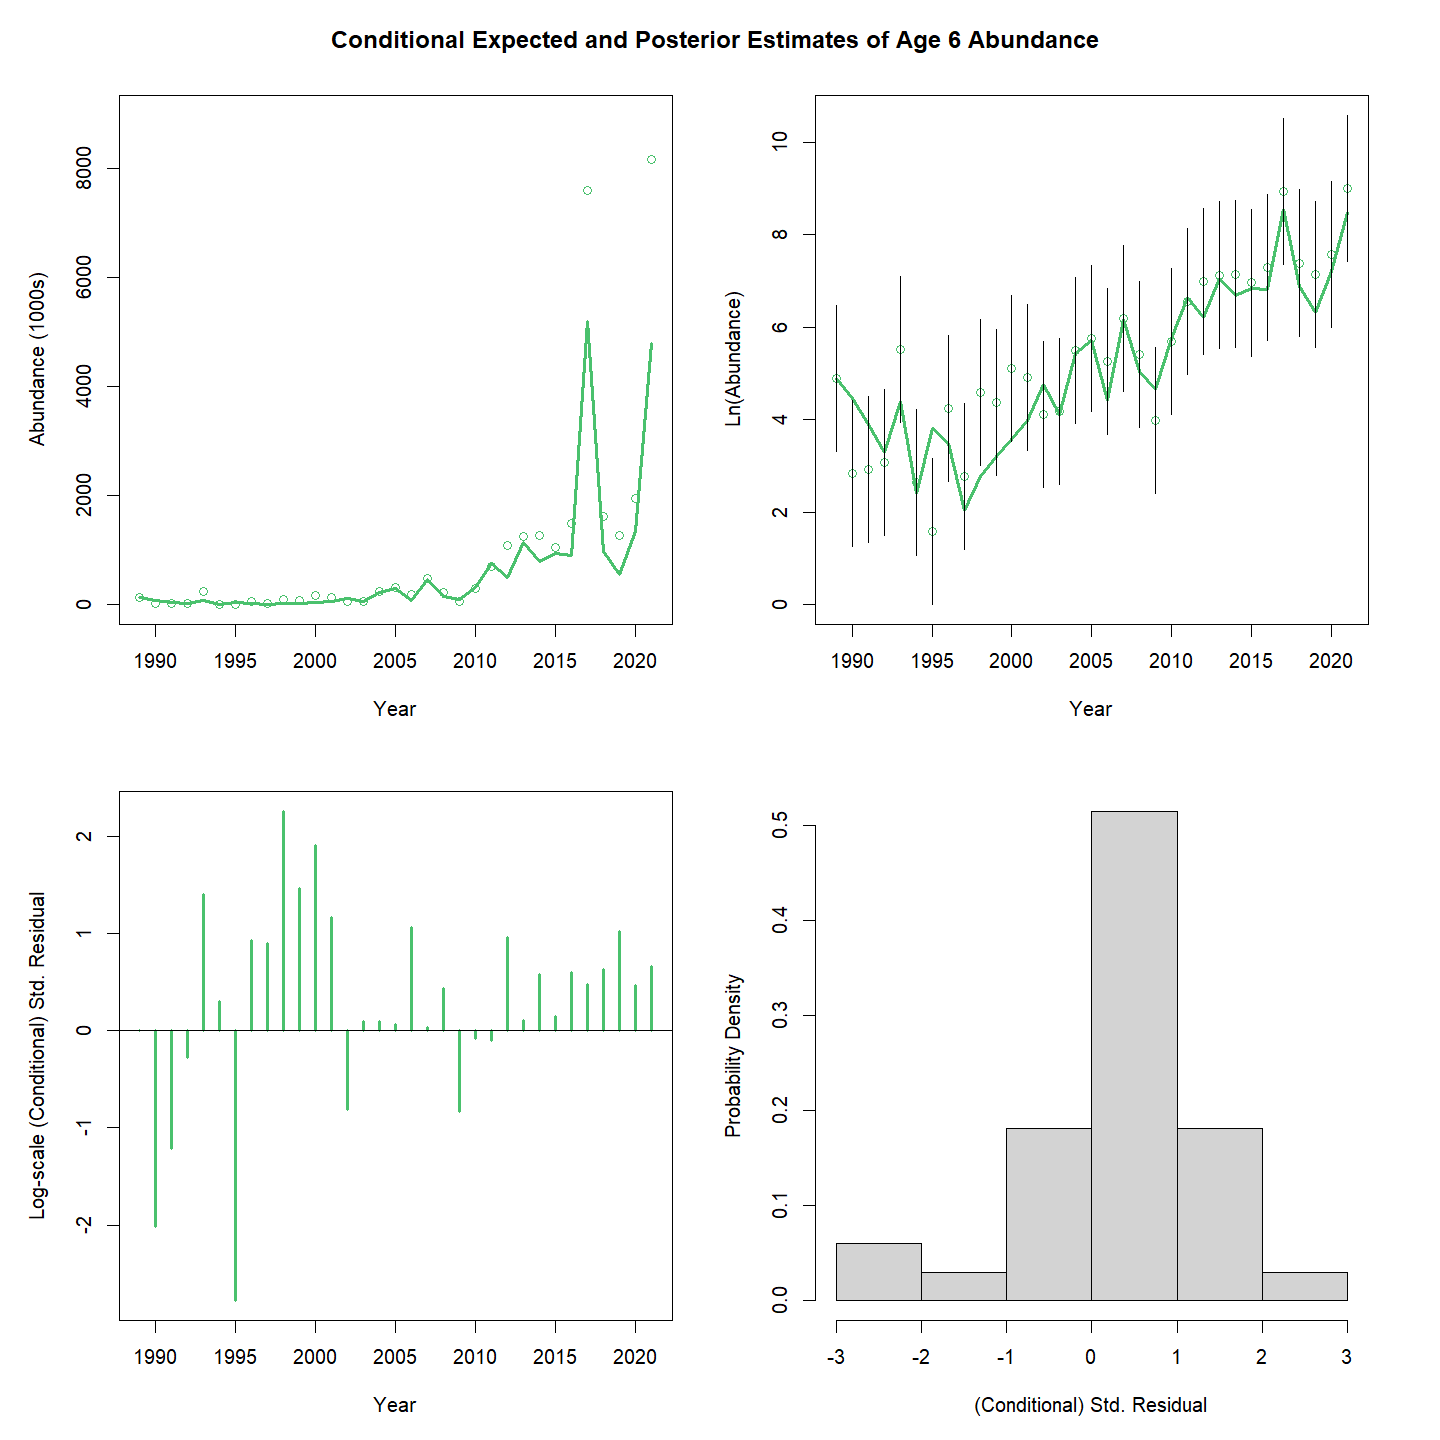 Conditional Expected and Posterior Estimates of Age 6 Abundance
Abundance (1000s)
8000
6000
4000
2000
0
1990 1995 2000 2005 2010 2015 2020
Year
Ln(Abundance)
10
8
6
4
2
0
1990 1995 2000 2005 2010 2015 2020
Year
Log-scale (Conditional) Std. Residual
2
1
0
-1
-2
1990 1995 2000 2005 2010 2015 2020
Year
Probability Density
0.5
0.4
0.3
0.2
0.1
0.0
-3 -2 -1 0 1 2 3
(Conditional) Std. Residual